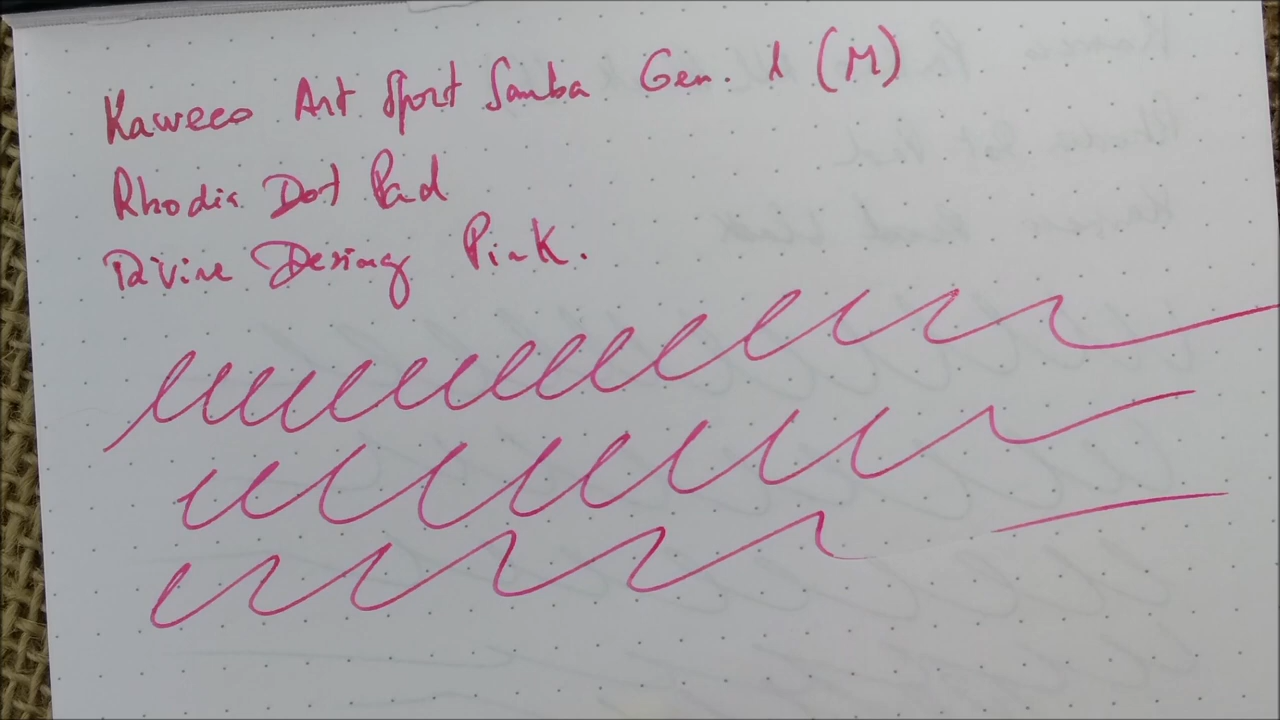 Kaweco Art Sport Samba Gen. 1 (M)
Rhodia Dot Pad
Divine Desing Pink.